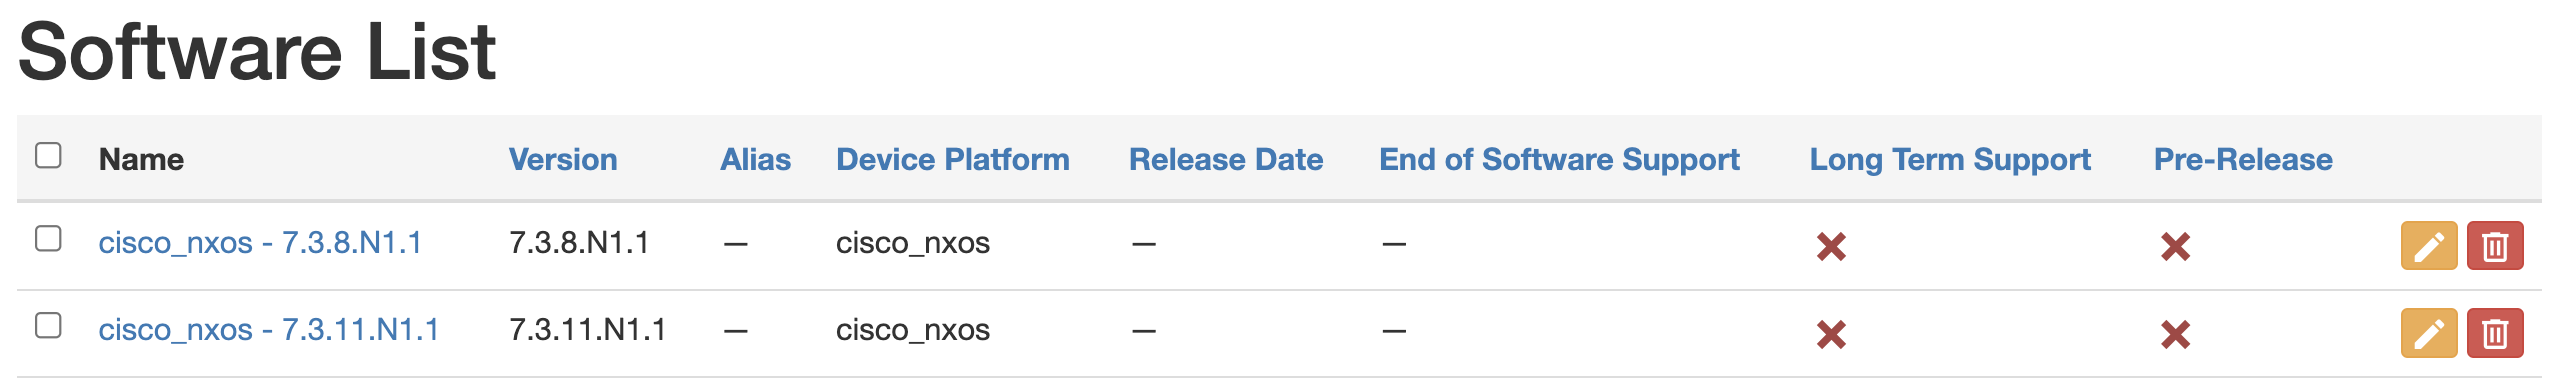 Software List
Name Version Alias Device Platform Release Date End of Software Support Long Term Support Pre-Release
cisco_nxos - 7.3.8.N1.1 7.3.8.N1.1 — cisco_nxos — —
cisco_nxos - 7.3.11.N1.1 7.3.11.N1.1 — cisco_nxos — —